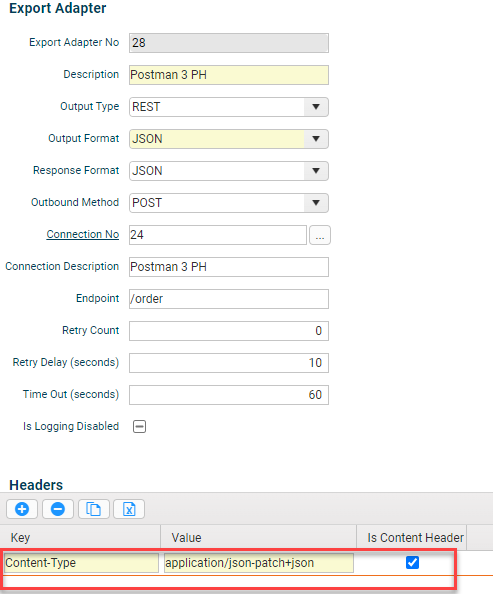 Export Adapter
Export Adapter No 28
Description Postman 3 PH
Output Type REST
Output Format JSON
Response Format JSON
Outbound Method POST
Connection No 24 ...
Connection Description Postman 3 PH
Endpoint /order
Retry Count 0
Retry Delay (seconds) 10
Time Out (seconds) 60
Is Logging Disabled
Headers
Key Value Is Content Header
Content-Type application/json-patch+json